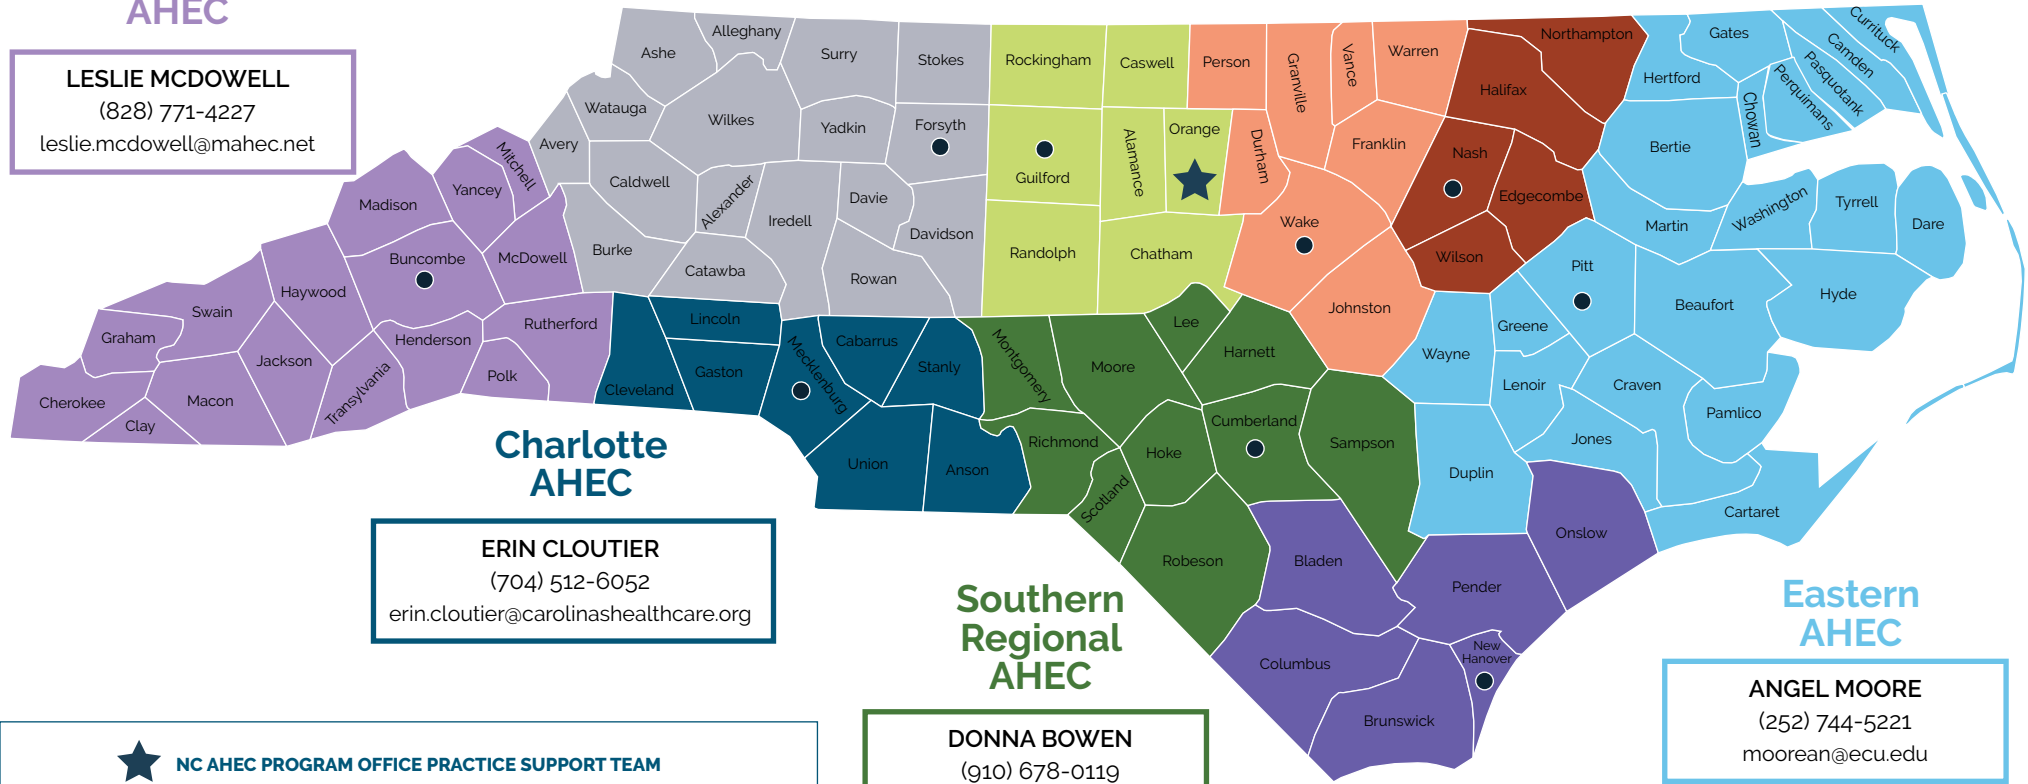 AHEC
LESLIE MCDOWELL
(828) 771-4227
leslie.mcdowell@mahec.net
Ashe
Alleghany
Surry
Stokes
Rockingham
Caswell
Person
Granville
Vance
Warren
Northampton
Halifax
Gates
Hertford
Currituck
Camden
Pasquotank
Perquimans
Chowan
Bertie
Watauga
Wilkes
Yadkin
Forsyth
Guilford
Alamance
Orange
Durham
Franklin
Nash
Edgecombe
Avery
Mitchell
Yancey
Madison
Caldwell
Alexander
Iredell
Davie
Davidson
Randolph
Chatham
Wake
Wilson
Martin
Washington
Tyrrell
Dare
Buncombe
McDowell
Burke
Catawba
Rowan
Johnston
Pitt
Beaufort
Hyde
Haywood
Swain
Graham
Jackson
Henderson
Rutherford
Polk
Transylvania
Macon
Cherokee
Clay
Lincoln
Cleveland
Gaston
Mecklenburg
Cabarrus
Stanly
Union
Anson
Montgomery
Moore
Lee
Harnett
Richmond
Scotland
Hoke
Cumberland
Sampson
Robeson
Wayne
Greene
Lenoir
Craven
Pamlico
Jones
Duplin
Cartaret
Onslow
Bladen
Pender
Columbus
Brunswick
New
Hanover
Charlotte
AHEC
ERIN CLOUTIER
(704) 512-6052
erin.cloutier@carolinashealthcare.org
Southern
Regional
AHEC
DONNA BOWEN
(910) 678-0119
Eastern
AHEC
ANGEL MOORE
(252) 744-5221
moorean@ecu.edu
NC AHEC PROGRAM OFFICE PRACTICE SUPPORT TEAM